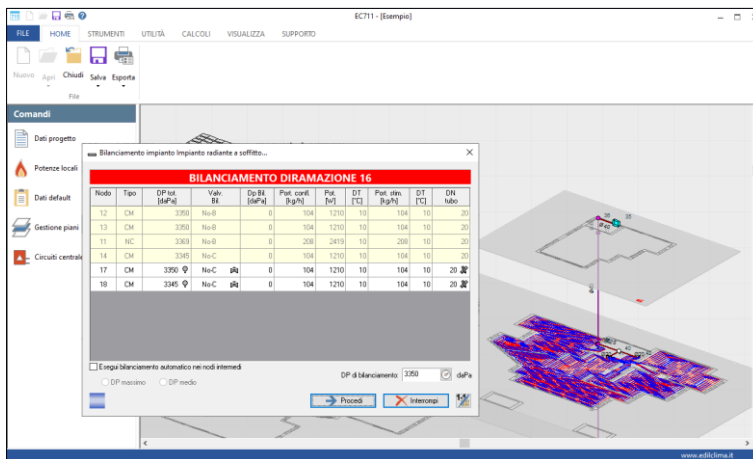 EC711 - [Esempio]
FILE HOME STRUMENTI UTILITÀ CALCOLI VISUALIZZA SUPPORTO
Nuovo Apri Chiudi Salva Esporta
File
Comandi
Dati progetto
Potenze locali
Dati default
Gestione piani
Circuiti centrale
Bilanciamento impianto Impianto radiante a soffitto...
BILANCIAMENTO DIRAMAZIONE 16
Nodo Tipo DP tot. [daPa] Valv. Bil. Dp Bil. [daPa] Port. confl. [kg/h] Pot. [W] DT [°C] Port. stim. [kg/h] DT [°C] DN tubo
12 CM 3350 No-B 0 104 1210 10 104 10 20
13 CM 3350 No-B 0 104 1210 10 104 10 20
11 NC 3369 No-B 0 208 2419 10 208 10 20
14 CM 3345 No-C 0 104 1210 10 104 10 20
17 CM 3350 No-C 0 104 1210 10 104 10 20
18 CM 3345 No-C 0 104 1210 10 104 10 20
Esegui bilanciamento automatico nei nodi intermedi
DP massimo DP medio
DP di bilanciamento: 3350 daPa
Procedi Interrompi
www.edilclima.it